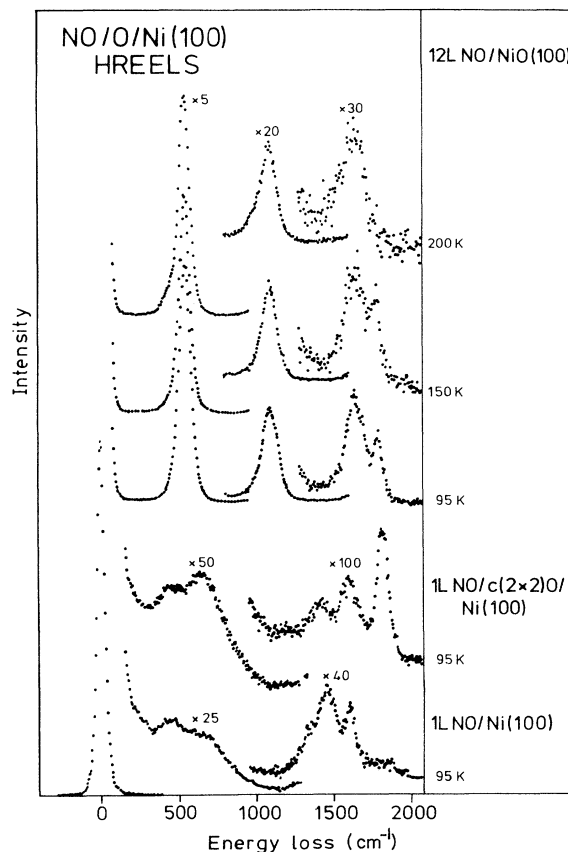 NO/O/Ni(100)
HREELS
12L NO/NiO(100)
×5
×20
×30
200 K
150 K
95 K
×50
×100
1L NO/c(2×2)O/
Ni(100)
95 K
×25
×40
1L NO/Ni(100)
95 K
Intensity
0 500 1000 1500 2000
Energy loss (cm⁻¹)